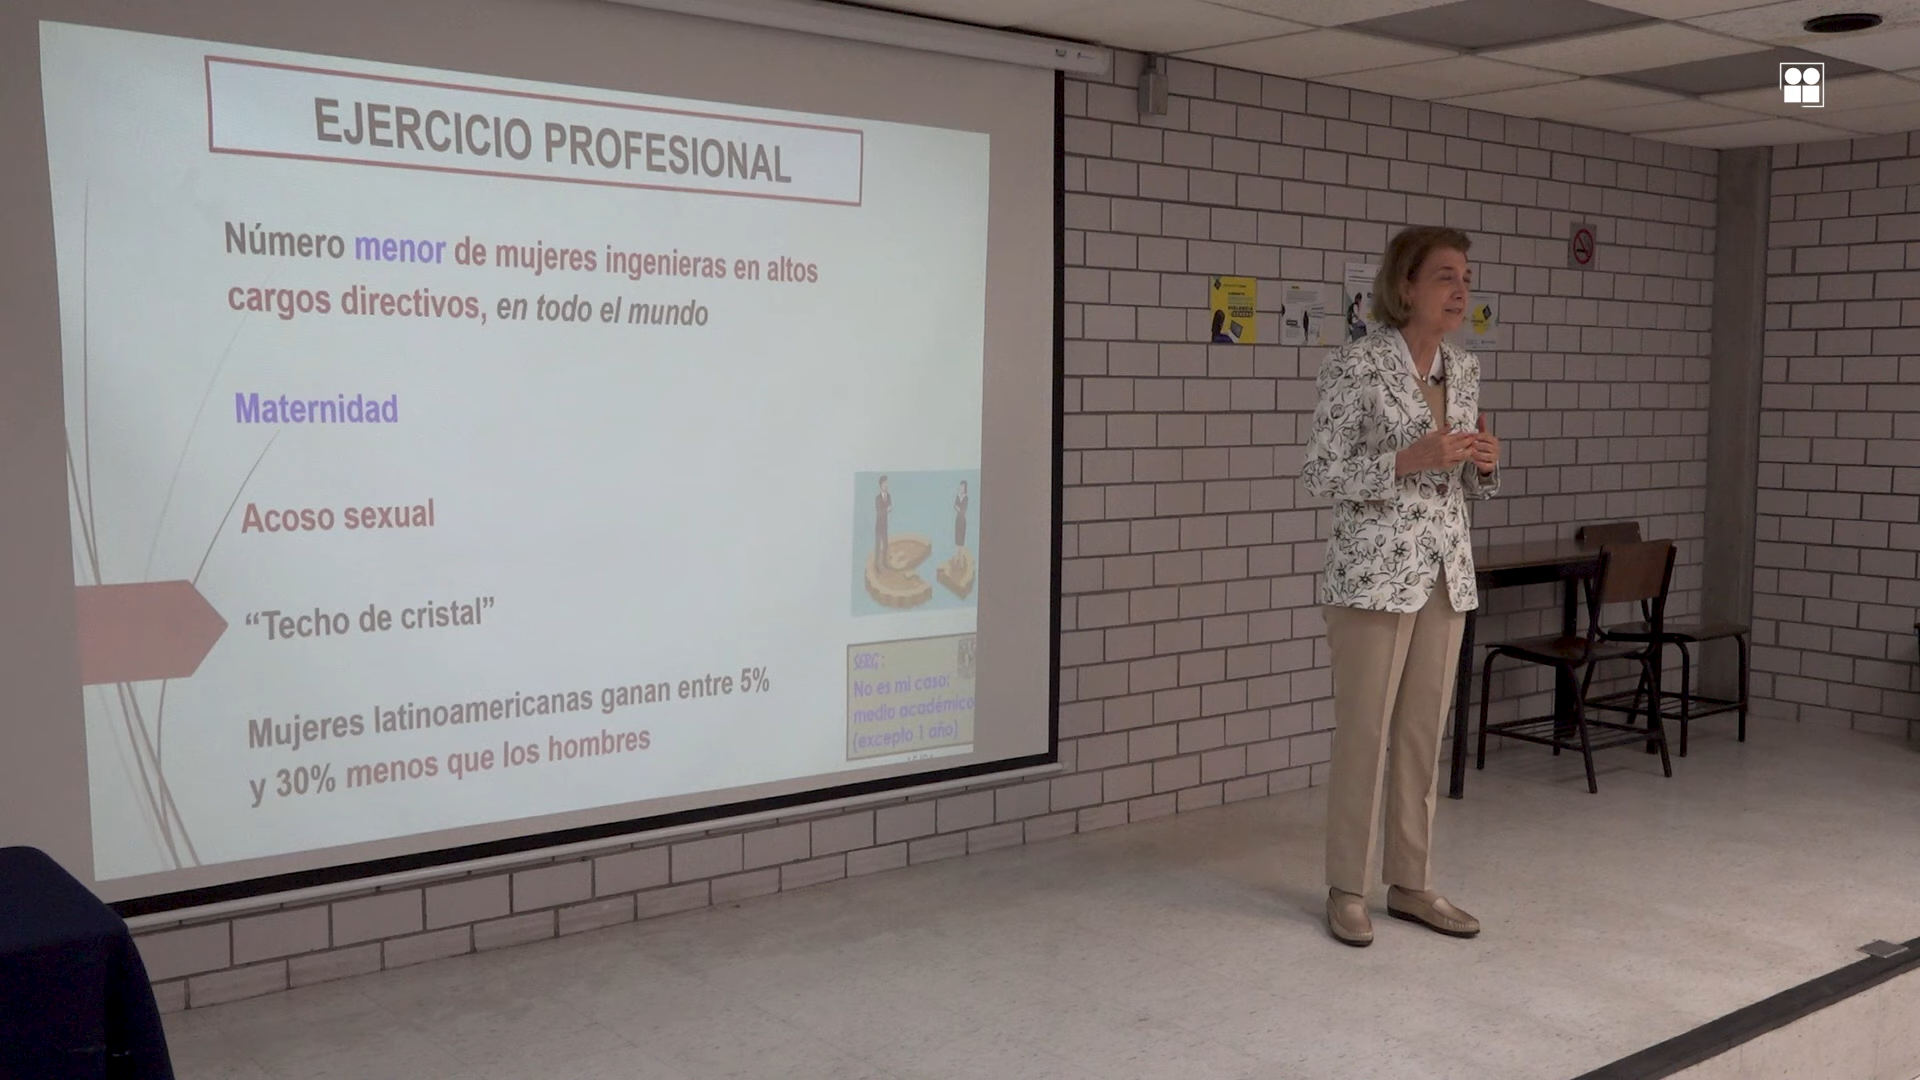 EJERCICIO PROFESIONAL
Número menor de mujeres ingenieras en altos
cargos directivos, en todo el mundo
Maternidad
Acoso sexual
“Techo de cristal”
Mujeres latinoamericanas ganan entre 5%
y 30% menos que los hombres
SERG:
No es mi caso:
medio académico
(excepto 1 año)
VIOLENCIA